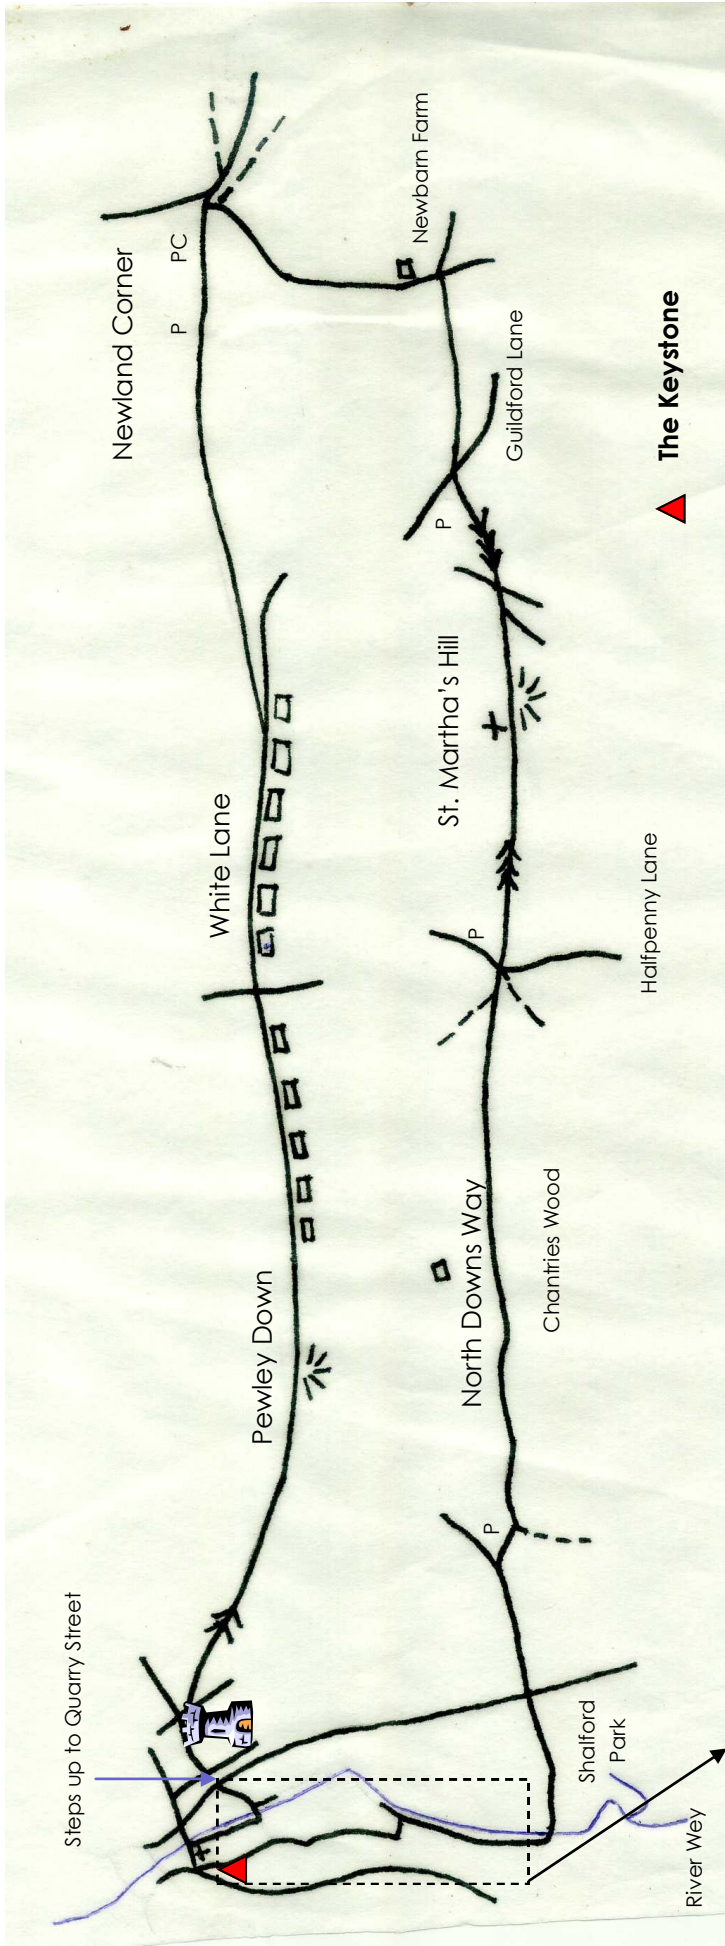 Steps up to Quarry Street
Pewley Down
White Lane
Newland Corner
P
PC
Newbarn Farm
Guildford Lane
P
St. Martha's Hill
P
Halfpenny Lane
North Downs Way
Chantries Wood
P
Shalford
Park
River Wey
The Keystone